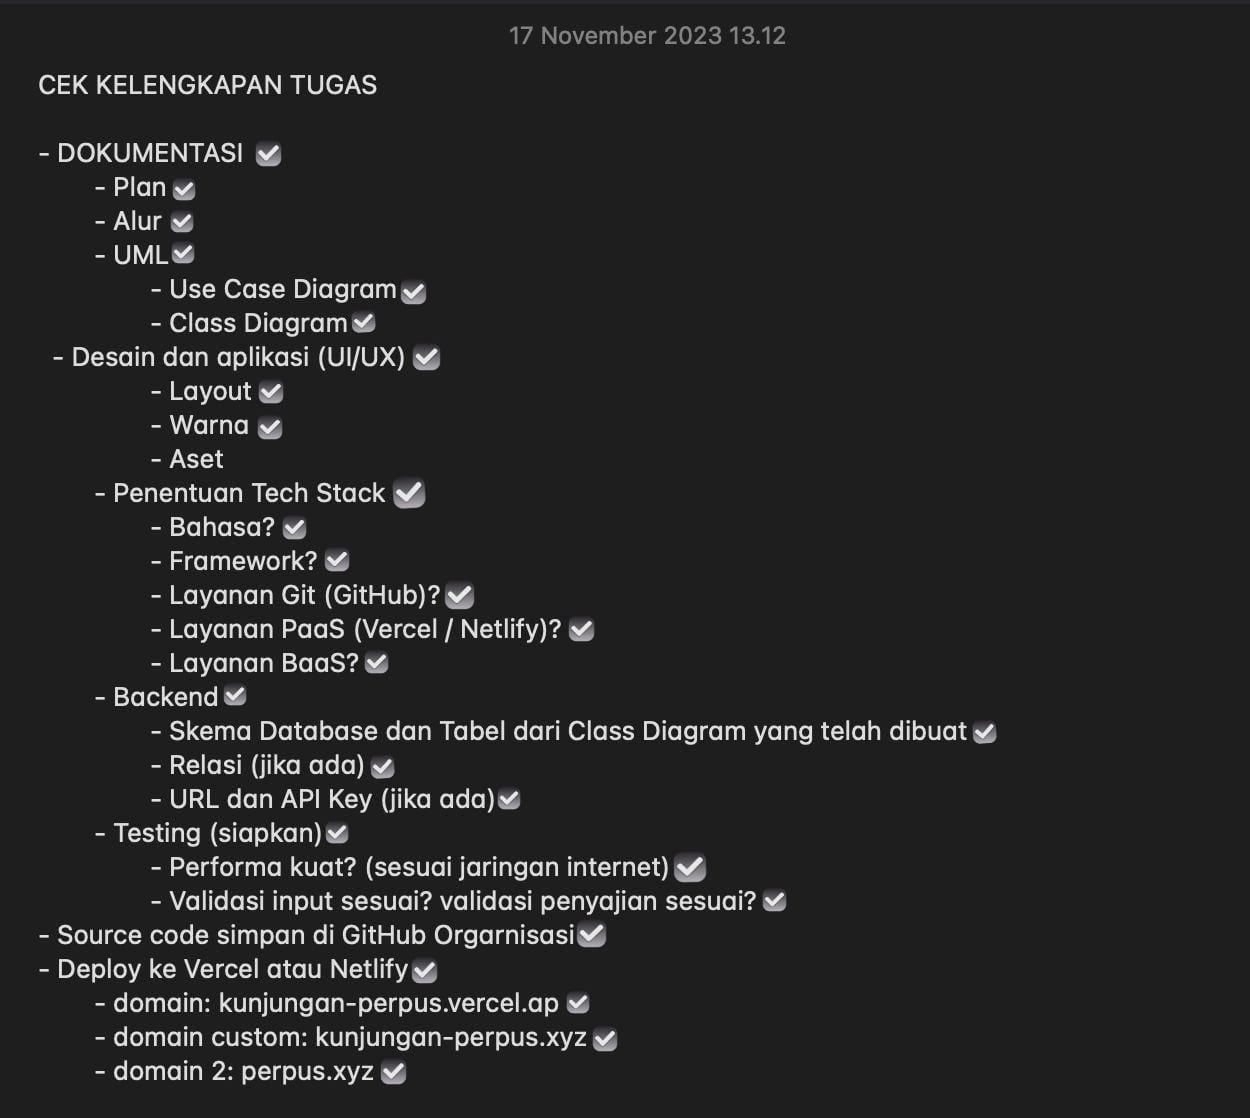 17 November 2023 13.12
CEK KELENGKAPAN TUGAS
- DOKUMENTASI ☑
- Plan ☑
- Alur ☑
- UML☑
- Use Case Diagram☑
- Class Diagram☑
- Desain dan aplikasi (UI/UX) ☑
- Layout ☑
- Warna ☑
- Aset
- Penentuan Tech Stack ☑
- Bahasa? ☑
- Framework? ☑
- Layanan Git (GitHub)?☑
- Layanan PaaS (Vercel / Netlify)? ☑
- Layanan BaaS? ☑
- Backend☑
- Skema Database dan Tabel dari Class Diagram yang telah dibuat☑
- Relasi (jika ada) ☑
- URL dan API Key (jika ada)☑
- Testing (siapkan)☑
- Performa kuat? (sesuai jaringan internet)☑
- Validasi input sesuai? validasi penyajian sesuai? ☑
- Source code simpan di GitHub Orgarnisasi☑
- Deploy ke Vercel atau Netlify☑
- domain: kunjungan-perpus.vercel.ap ☑
- domain custom: kunjungan-perpus.xyz☑
- domain 2: perpus.xyz ☑